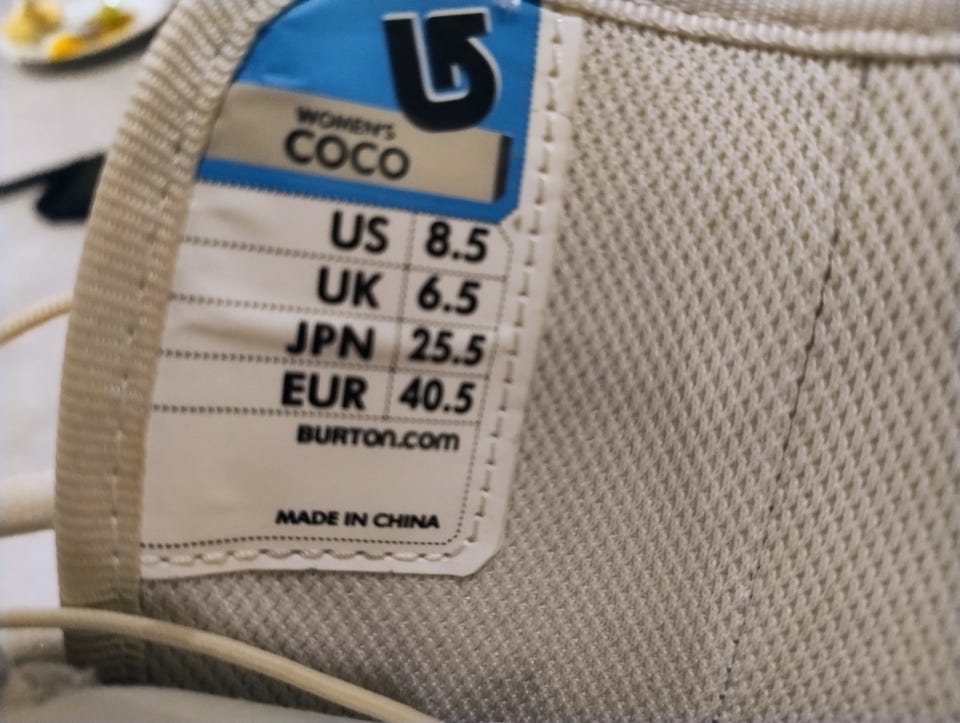 WOMEN'S
COCO
US 8.5
UK 6.5
JPN 25.5
EUR 40.5
BURTON.com
MADE IN CHINA